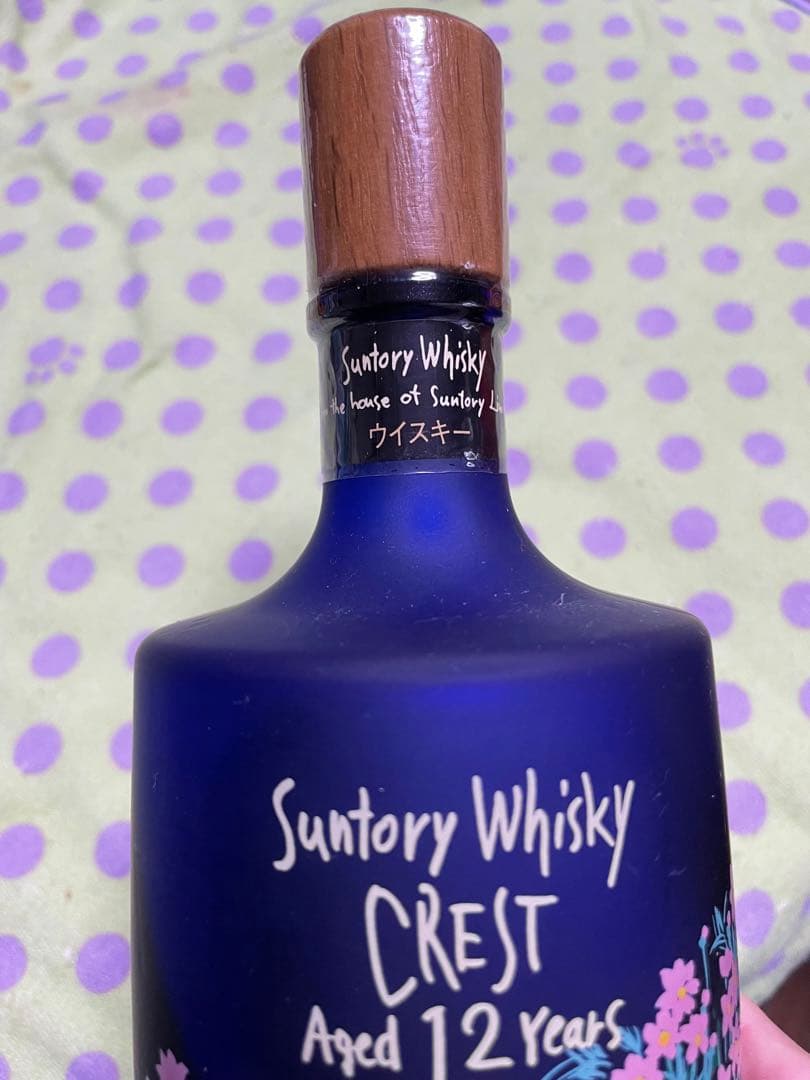 Suntory Whisky
the house of Suntory
ウイスキー
Suntory Whisky
CREST
Aged 12 Years